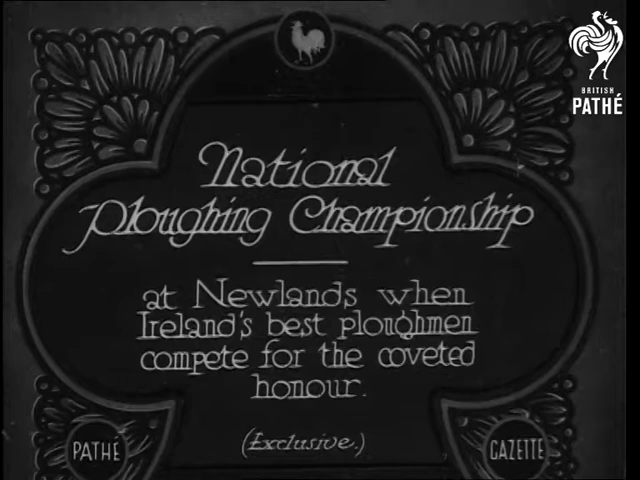 BRITISH
PATHÉ
National
Ploughing Championship
at Newlands when
Ireland's best ploughmen
compete for the coveted
honour.
(Exclusive.)
PATHÉ
GAZETTE